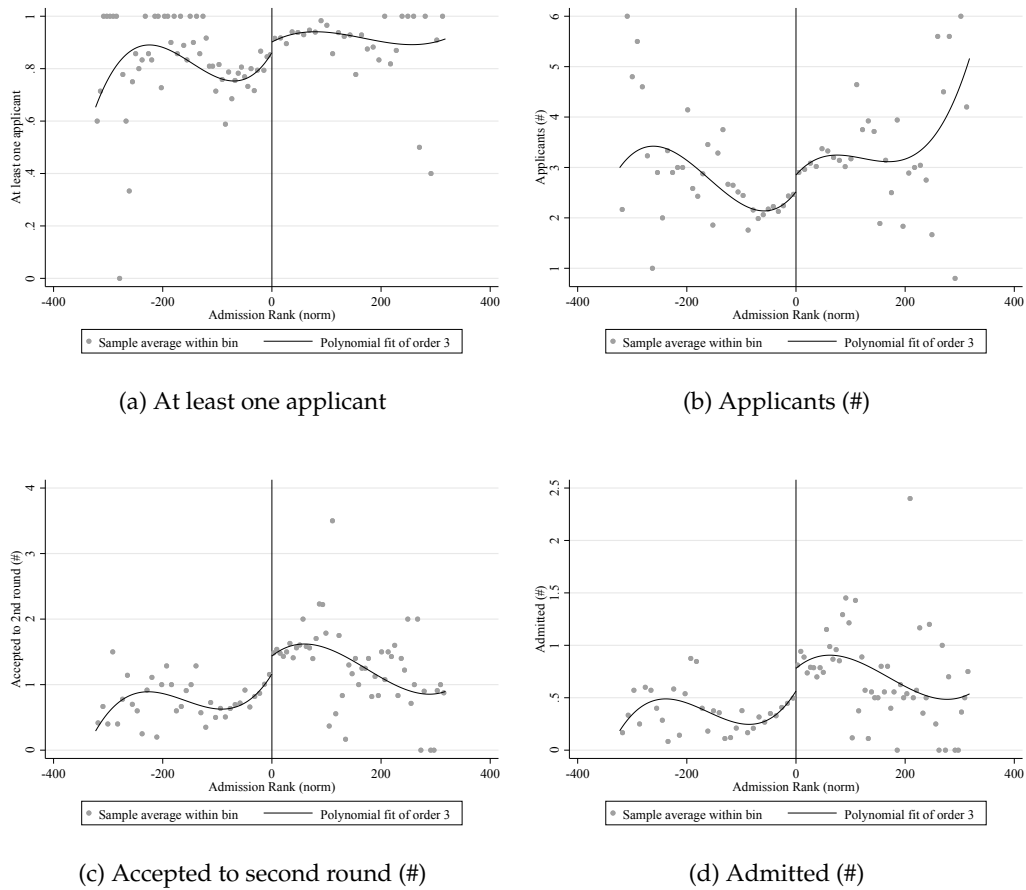 At least one applicant
0 .2 .4 .6 .8 1
-400 -200 0 200 400
Admission Rank (norm)
Sample average within bin Polynomial fit of order 3
(a) At least one applicant
Applicants (#)
1 2 3 4 5 6
-400 -200 0 200 400
Admission Rank (norm)
Sample average within bin Polynomial fit of order 3
(b) Applicants (#)
Accepted to 2nd round (#)
0 1 2 3 4
-400 -200 0 200 400
Admission Rank (norm)
Sample average within bin Polynomial fit of order 3
(c) Accepted to second round (#)
Admitted (#)
0 .5 1 1.5 2 2.5
-400 -200 0 200 400
Admission Rank (norm)
Sample average within bin Polynomial fit of order 3
(d) Admitted (#)